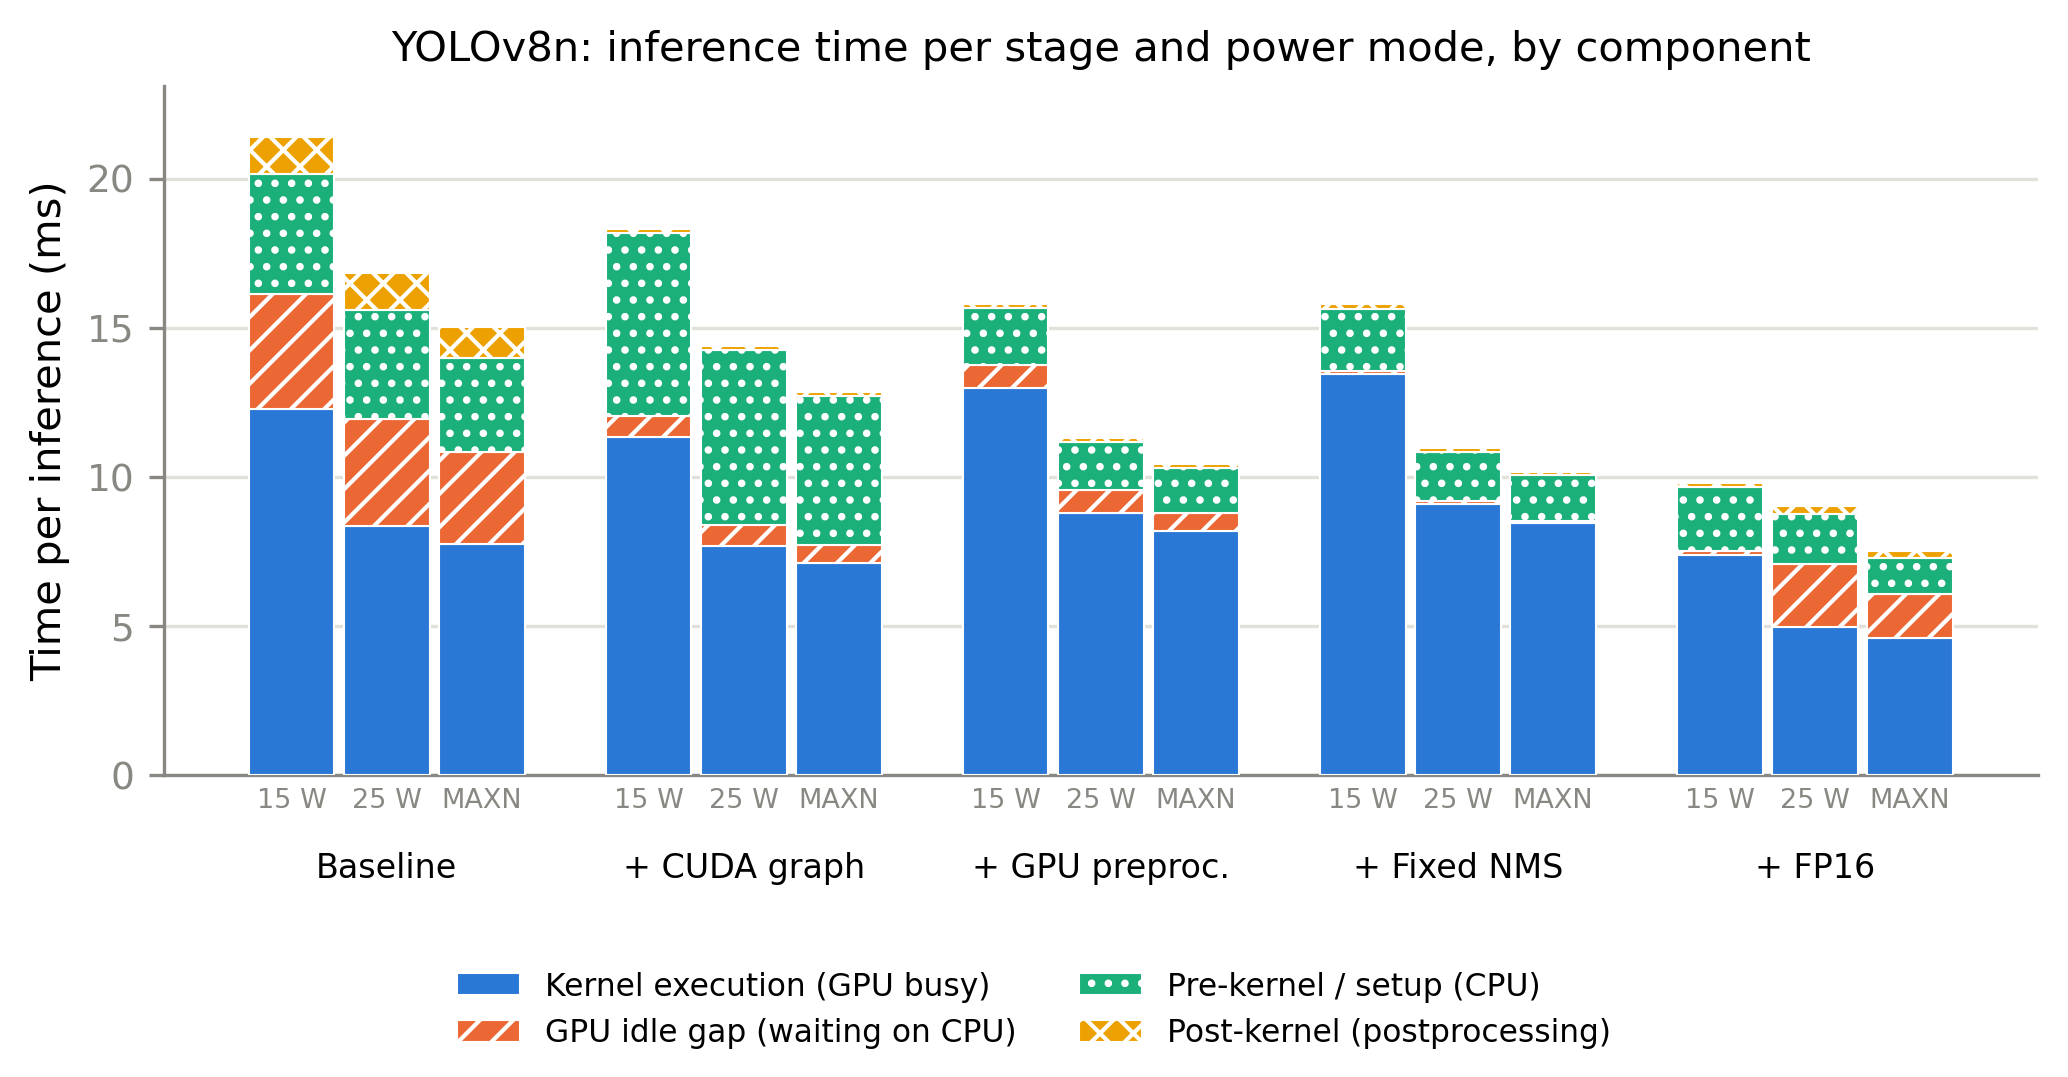 YOLOv8n: inference time per stage and power mode, by component
Time per inference (ms)
20
15
10
5
0
15 W 25 W MAXN 15 W 25 W MAXN 15 W 25 W MAXN 15 W 25 W MAXN 15 W 25 W MAXN
Baseline + CUDA graph + GPU preproc. + Fixed NMS + FP16
Kernel execution (GPU busy) Pre-kernel / setup (CPU)
GPU idle gap (waiting on CPU) Post-kernel (postprocessing)